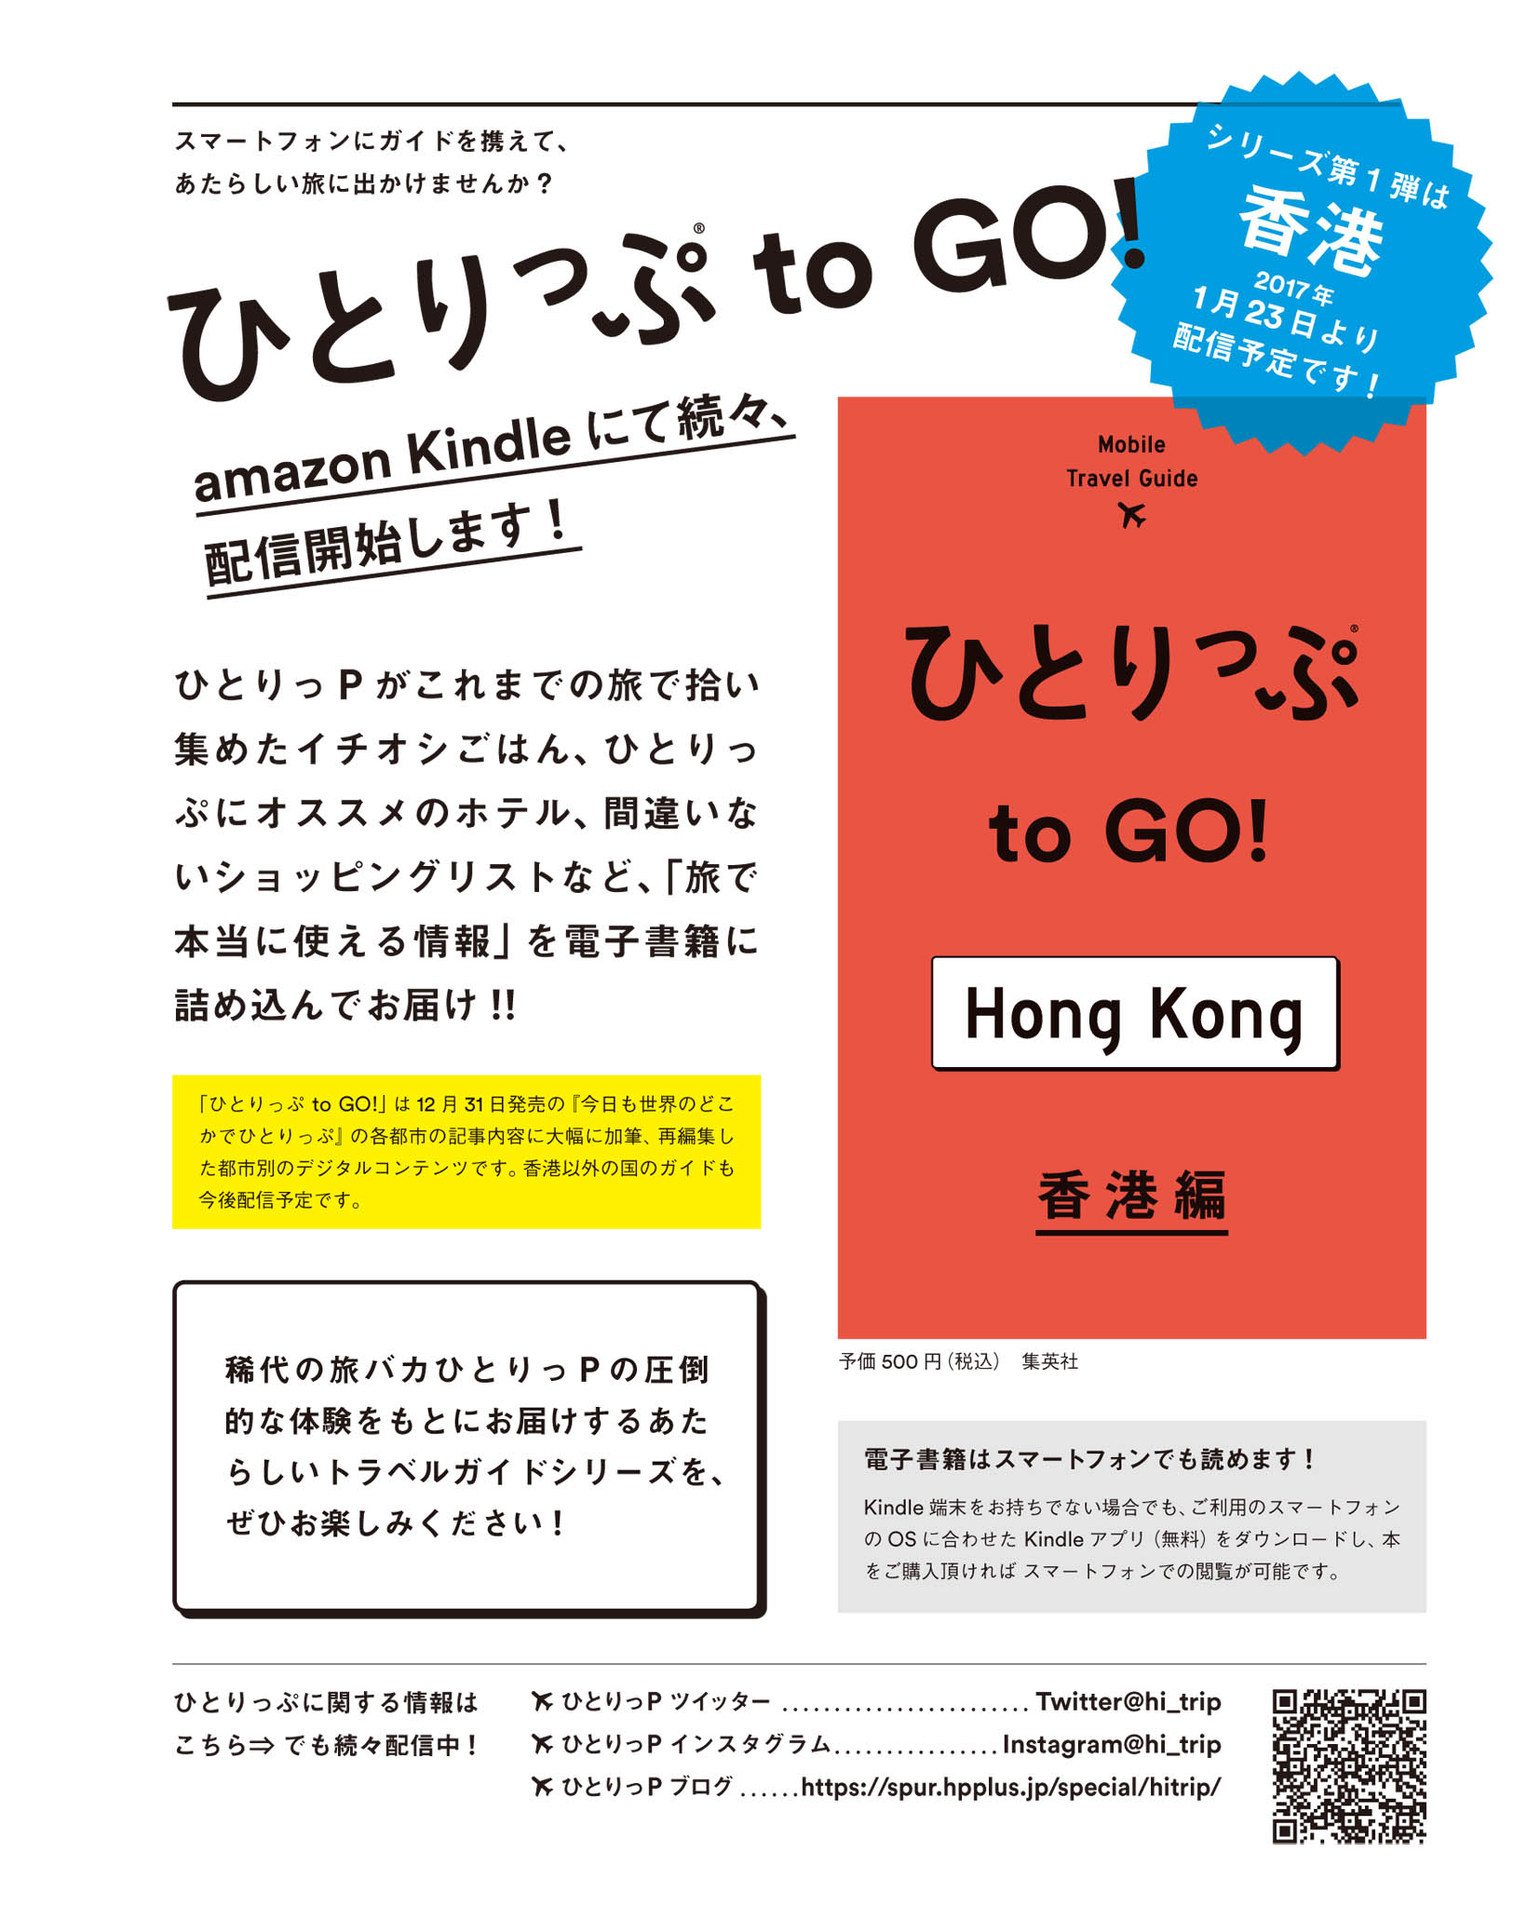 スマートフォンにガイドを携えて、
あたらしい旅に出かけませんか？
ひとりっぷ® to GO!
amazon Kindle にて続々、
配信開始します！
シリーズ第1弾は
香港
2017年
1月23日より
配信予定です！
ひとりっPがこれまでの旅で拾い
集めたイチオシごはん、ひとりっ
ぷにオススメのホテル、間違いな
いショッピングリストなど、「旅で
本当に使える情報」を電子書籍に
詰め込んでお届け!!
「ひとりっぷ to GO!」は12月31日発売の『今日も世界のどこ
かでひとりっぷ』の各都市の記事内容に大幅に加筆、再編集し
た都市別のデジタルコンテンツです。香港以外の国のガイドも
今後配信予定です。
稀代の旅バカひとりっPの圧倒
的な体験をもとにお届けするあた
らしいトラベルガイドシリーズを、
ぜひお楽しみください！
Mobile
Travel Guide
ひとりっぷ®
to GO!
Hong Kong
香港編
予価500円（税込） 集英社
電子書籍はスマートフォンでも読めます！
Kindle端末をお持ちでない場合でも、ご利用のスマートフォン
のOSに合わせたKindleアプリ（無料）をダウンロードし、本
をご購入頂ければ スマートフォンでの閲覧が可能です。
ひとりっぷに関する情報は
こちら⇒ でも続々配信中！
ひとりっP ツイッター ........................ Twitter@hi_trip
ひとりっP インスタグラム................ Instagram@hi_trip
ひとりっP ブログ ......https://spur.hpplus.jp/special/hitrip/